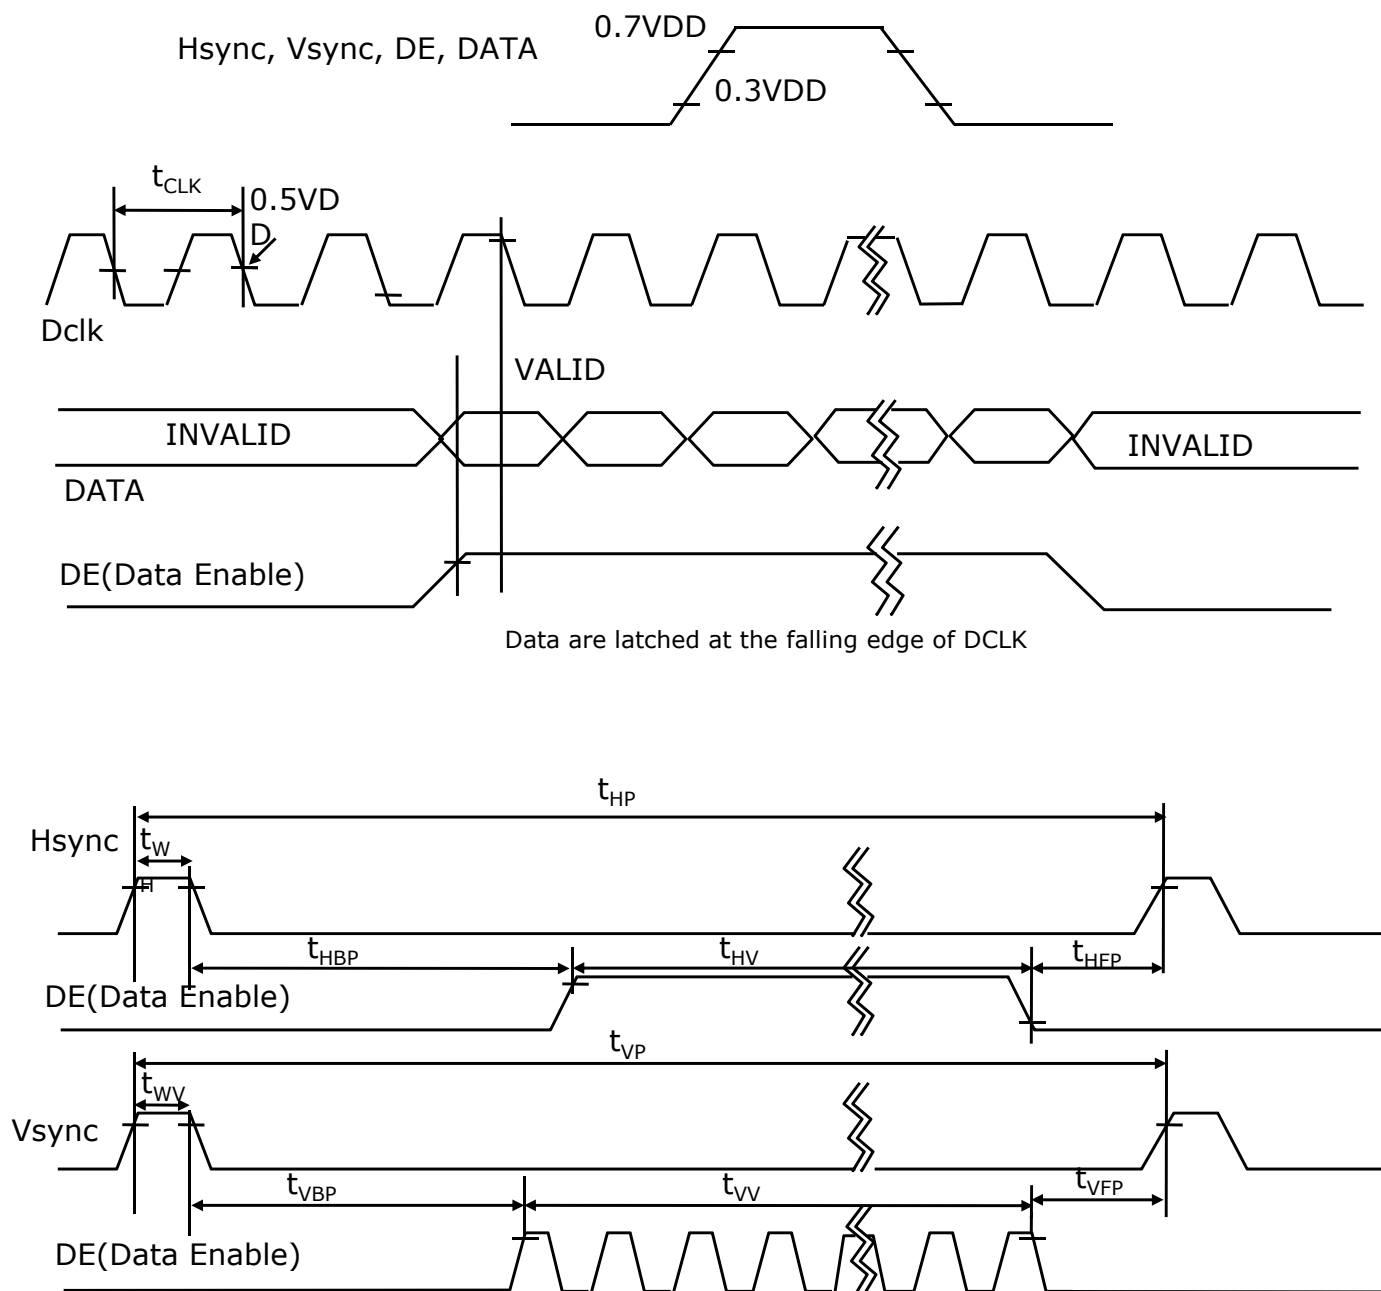 0.7VDD
Hsync, Vsync, DE, DATA
0.3VDD
tCLK
0.5VD
D
Dclk
VALID
INVALID
INVALID
DATA
DE(Data Enable)
Data are latched at the falling edge of DCLK
tHP
Hsync
tW
H
tHBP
tHV
tHFP
DE(Data Enable)
tVP
tWV
Vsync
tVBP
tVV
tVFP
DE(Data Enable)